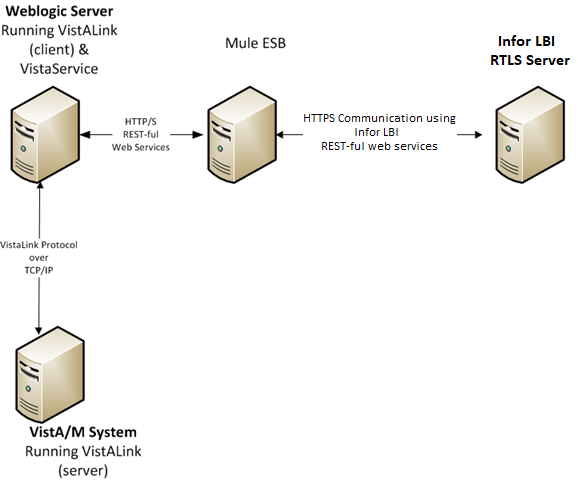 Weblogic Server
Running VistALink
(client) &
VistaService
Mule ESB
Infor LBI
RTLS Server
HTTP/S
REST-ful
Web Services
HTTPS Communication using
Infor LBI
REST-ful web services
VistaLink Protocol
over
TCP/IP
VistA/M System
Running VistALink
(server)